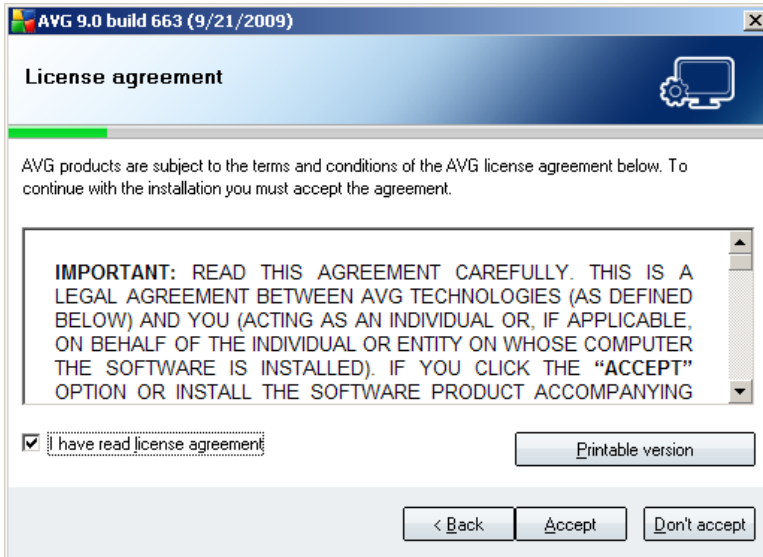 AVG 9.0 build 663 (9/21/2009)
License agreement
AVG products are subject to the terms and conditions of the AVG license agreement below. To
continue with the installation you must accept the agreement.
IMPORTANT: READ THIS AGREEMENT CAREFULLY. THIS IS A
LEGAL AGREEMENT BETWEEN AVG TECHNOLOGIES (AS DEFINED
BELOW) AND YOU (ACTING AS AN INDIVIDUAL OR, IF APPLICABLE,
ON BEHALF OF THE INDIVIDUAL OR ENTITY ON WHOSE COMPUTER
THE SOFTWARE IS INSTALLED). IF YOU CLICK THE “ACCEPT”
OPTION OR INSTALL THE SOFTWARE PRODUCT ACCOMPANYING
I have read license agreement
Printable version
< Back
Accept
Don't accept